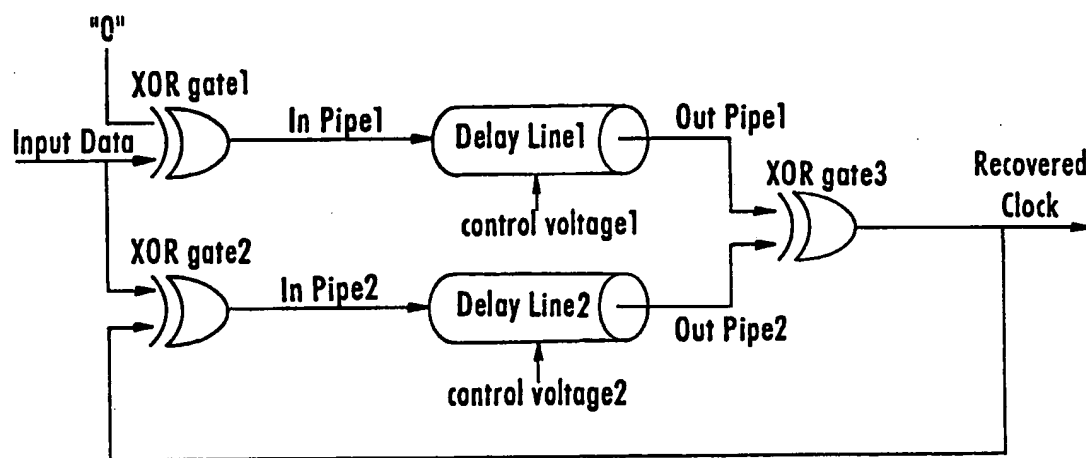 "0"
XOR gate1
Input Data
In Pipe1
Delay Line1
Out Pipe1
control voltage1
XOR gate3
Recovered
Clock
XOR gate2
In Pipe2
Delay Line2
Out Pipe2
control voltage2